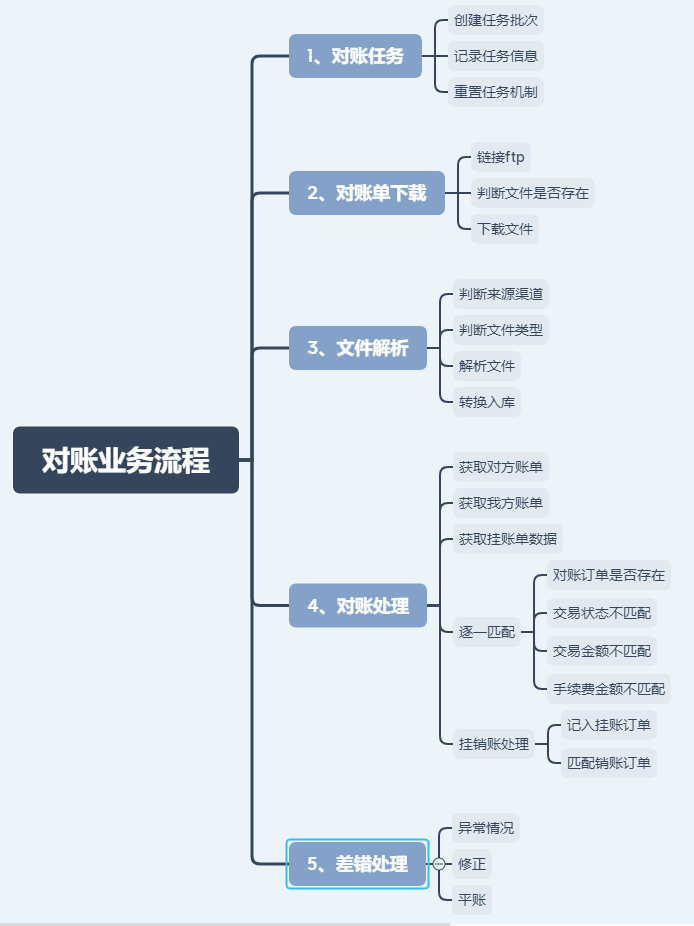 对账业务流程
1、对账任务
创建任务批次
记录任务信息
重置任务机制
2、对账单下载
链接ftp
判断文件是否存在
下载文件
3、文件解析
判断来源渠道
判断文件类型
解析文件
转换入库
4、对账处理
获取对方账单
获取我方账单
获取挂账单数据
逐一匹配
对账订单是否存在
交易状态不匹配
交易金额不匹配
手续费金额不匹配
挂销账处理
记入挂账订单
匹配销账订单
5、差错处理
异常情况
修正
平账